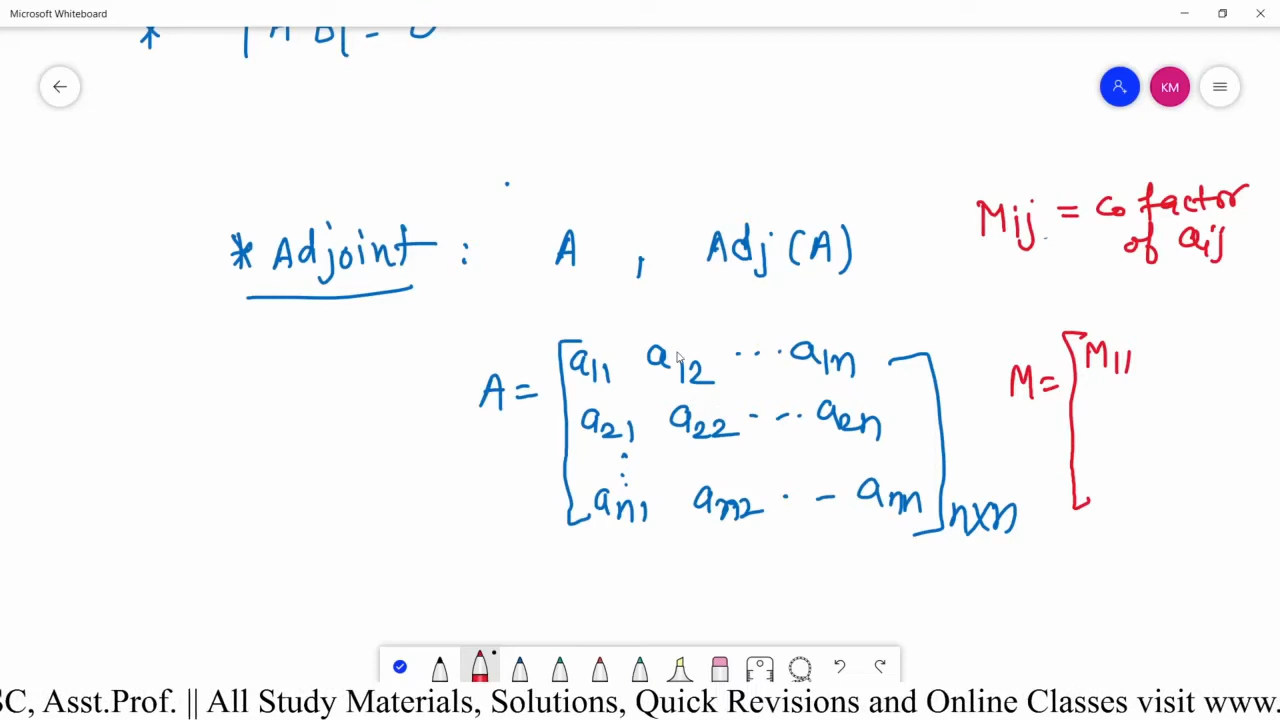 Microsoft Whiteboard
* |A B| = 0
KM
* Adjoint : A , Adj (A)
Mij = co factor
of aij
A = [ a11 a12 ... a1n
a21 a22 ... a2n
⋮
an1 an2 ... ann ] n×n
M = [ M11
SC, Asst.Prof. || All Study Materials, Solutions, Quick Revisions and Online Classes visit www.